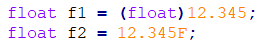 float f1 = (float)12.345;
float f2 = 12.345F;